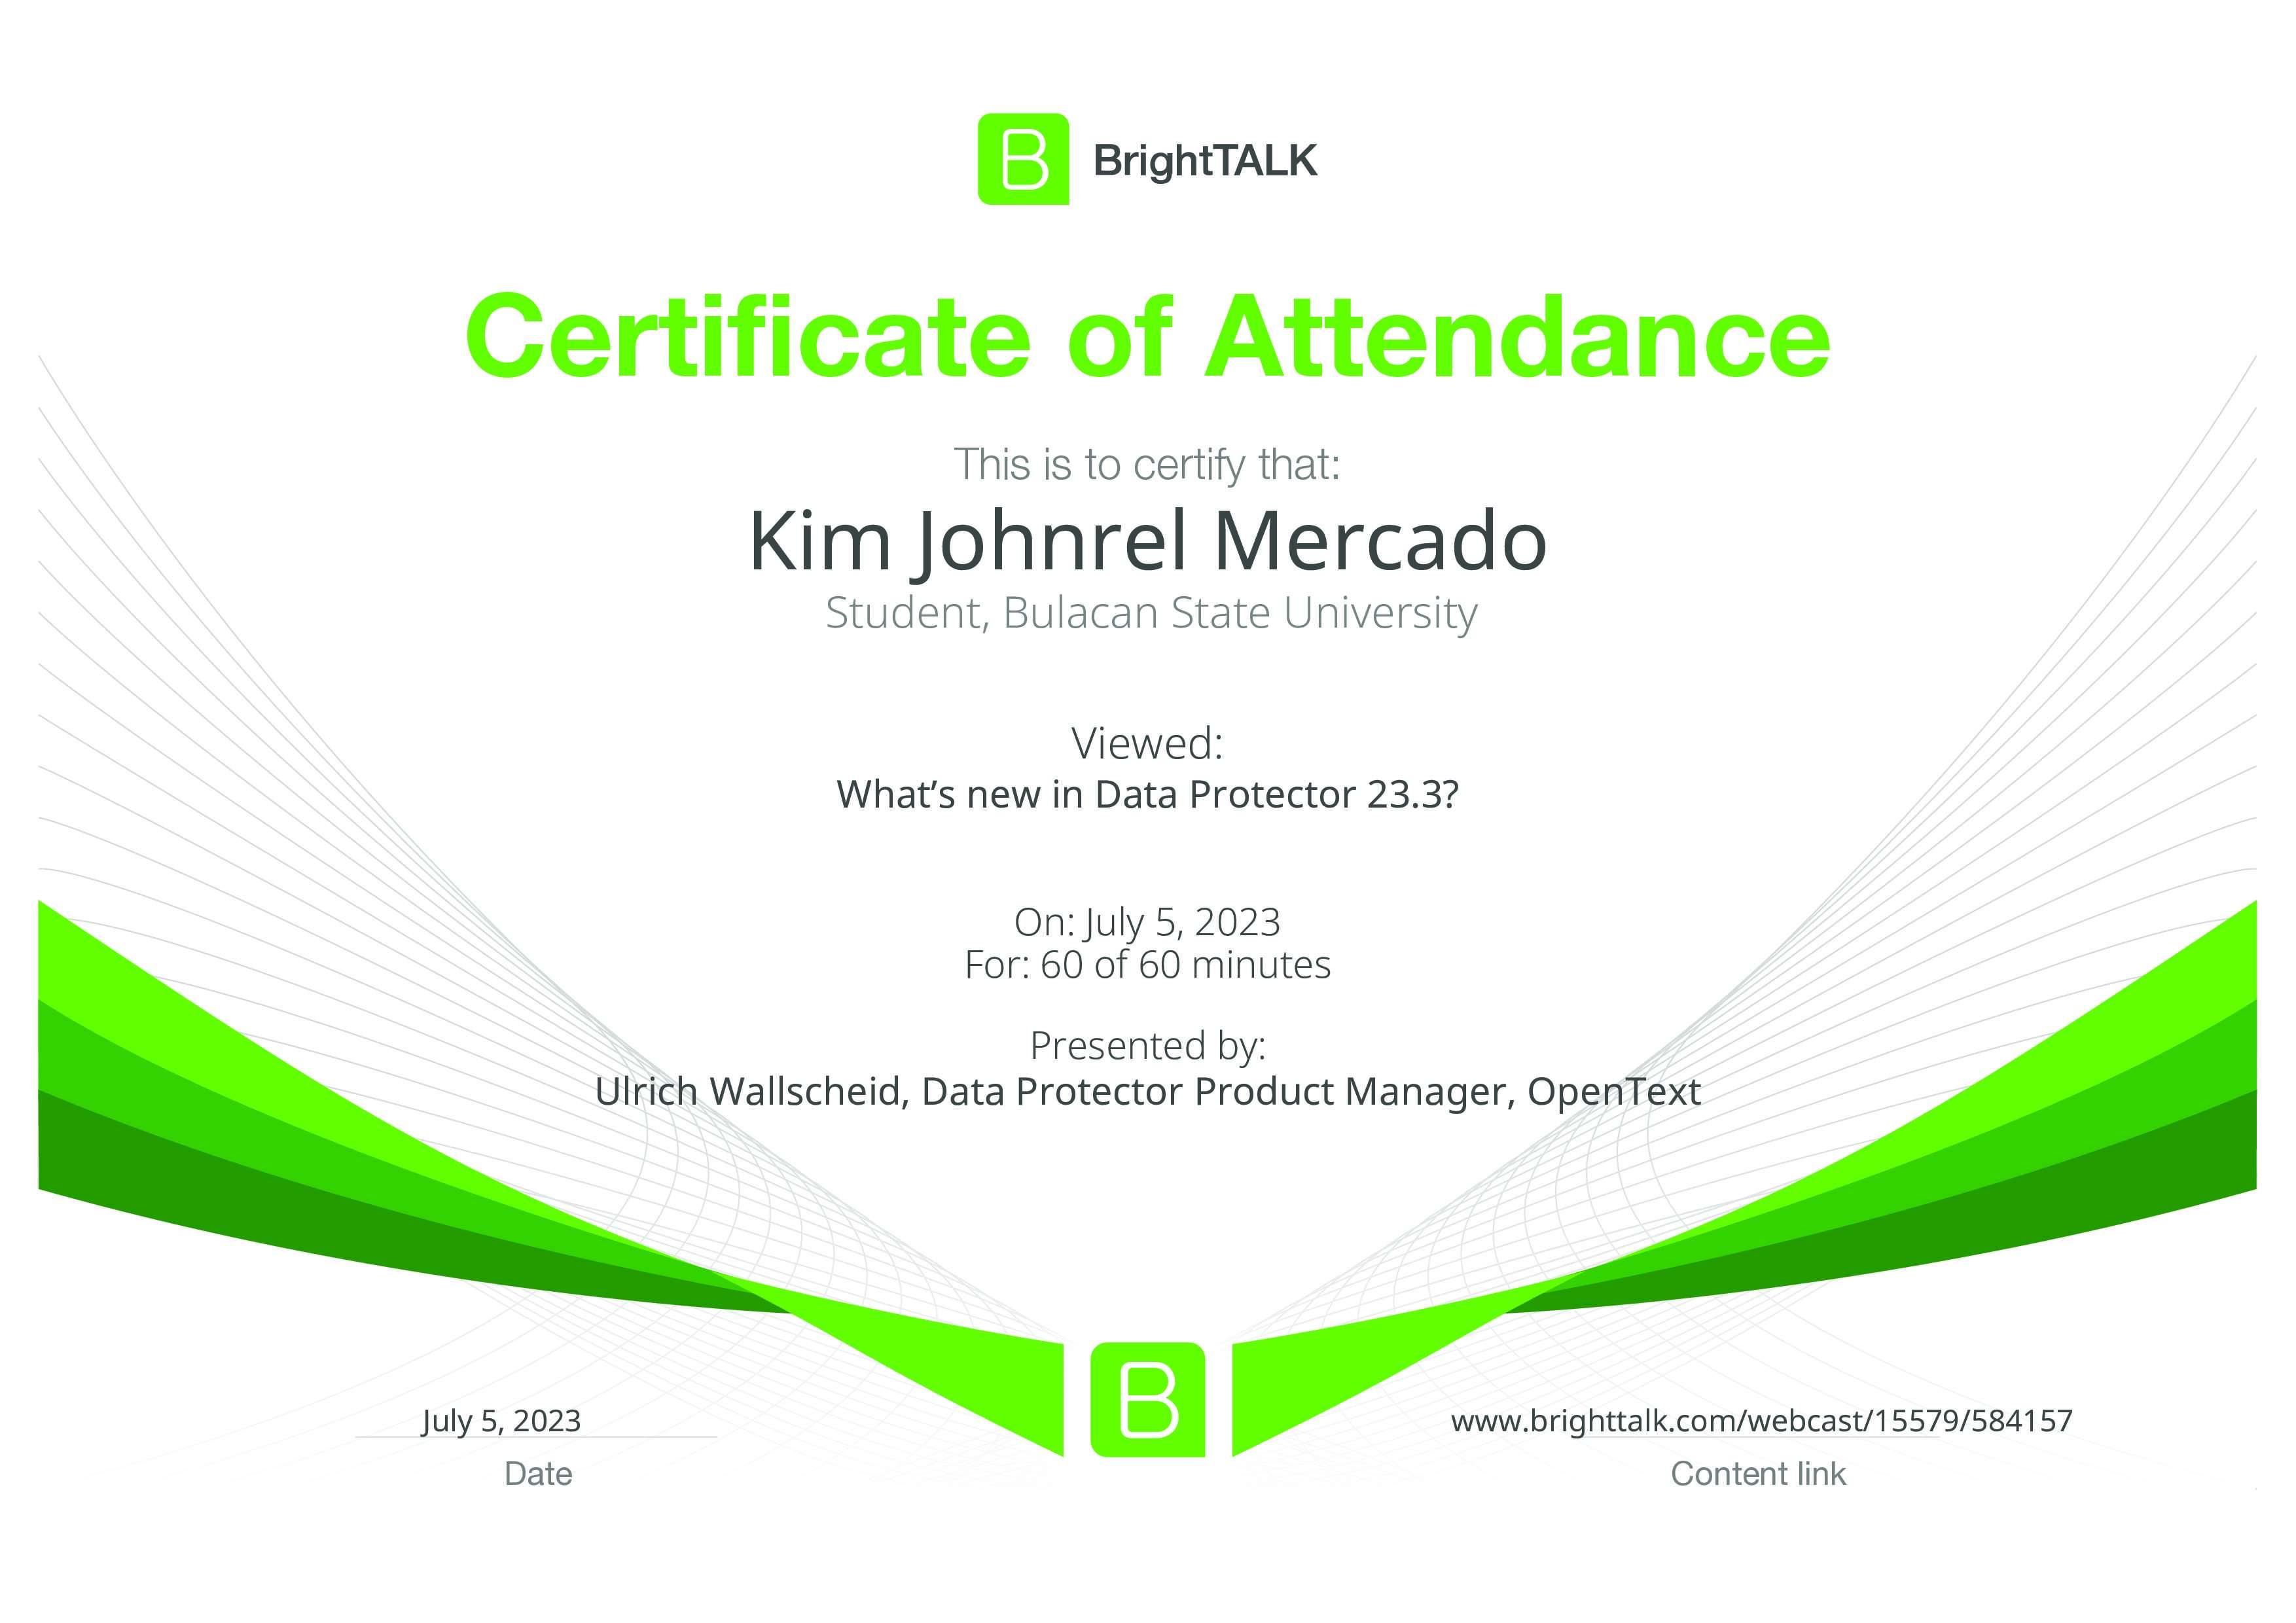 B BrightTALK
Certificate of Attendance
This is to certify that:
Kim Johnrel Mercado
Student, Bulacan State University
Viewed:
What’s new in Data Protector 23.3?
On: July 5, 2023
For: 60 of 60 minutes
Presented by:
Ulrich Wallscheid, Data Protector Product Manager, OpenText
B
July 5, 2023
Date
www.brighttalk.com/webcast/15579/584157
Content link